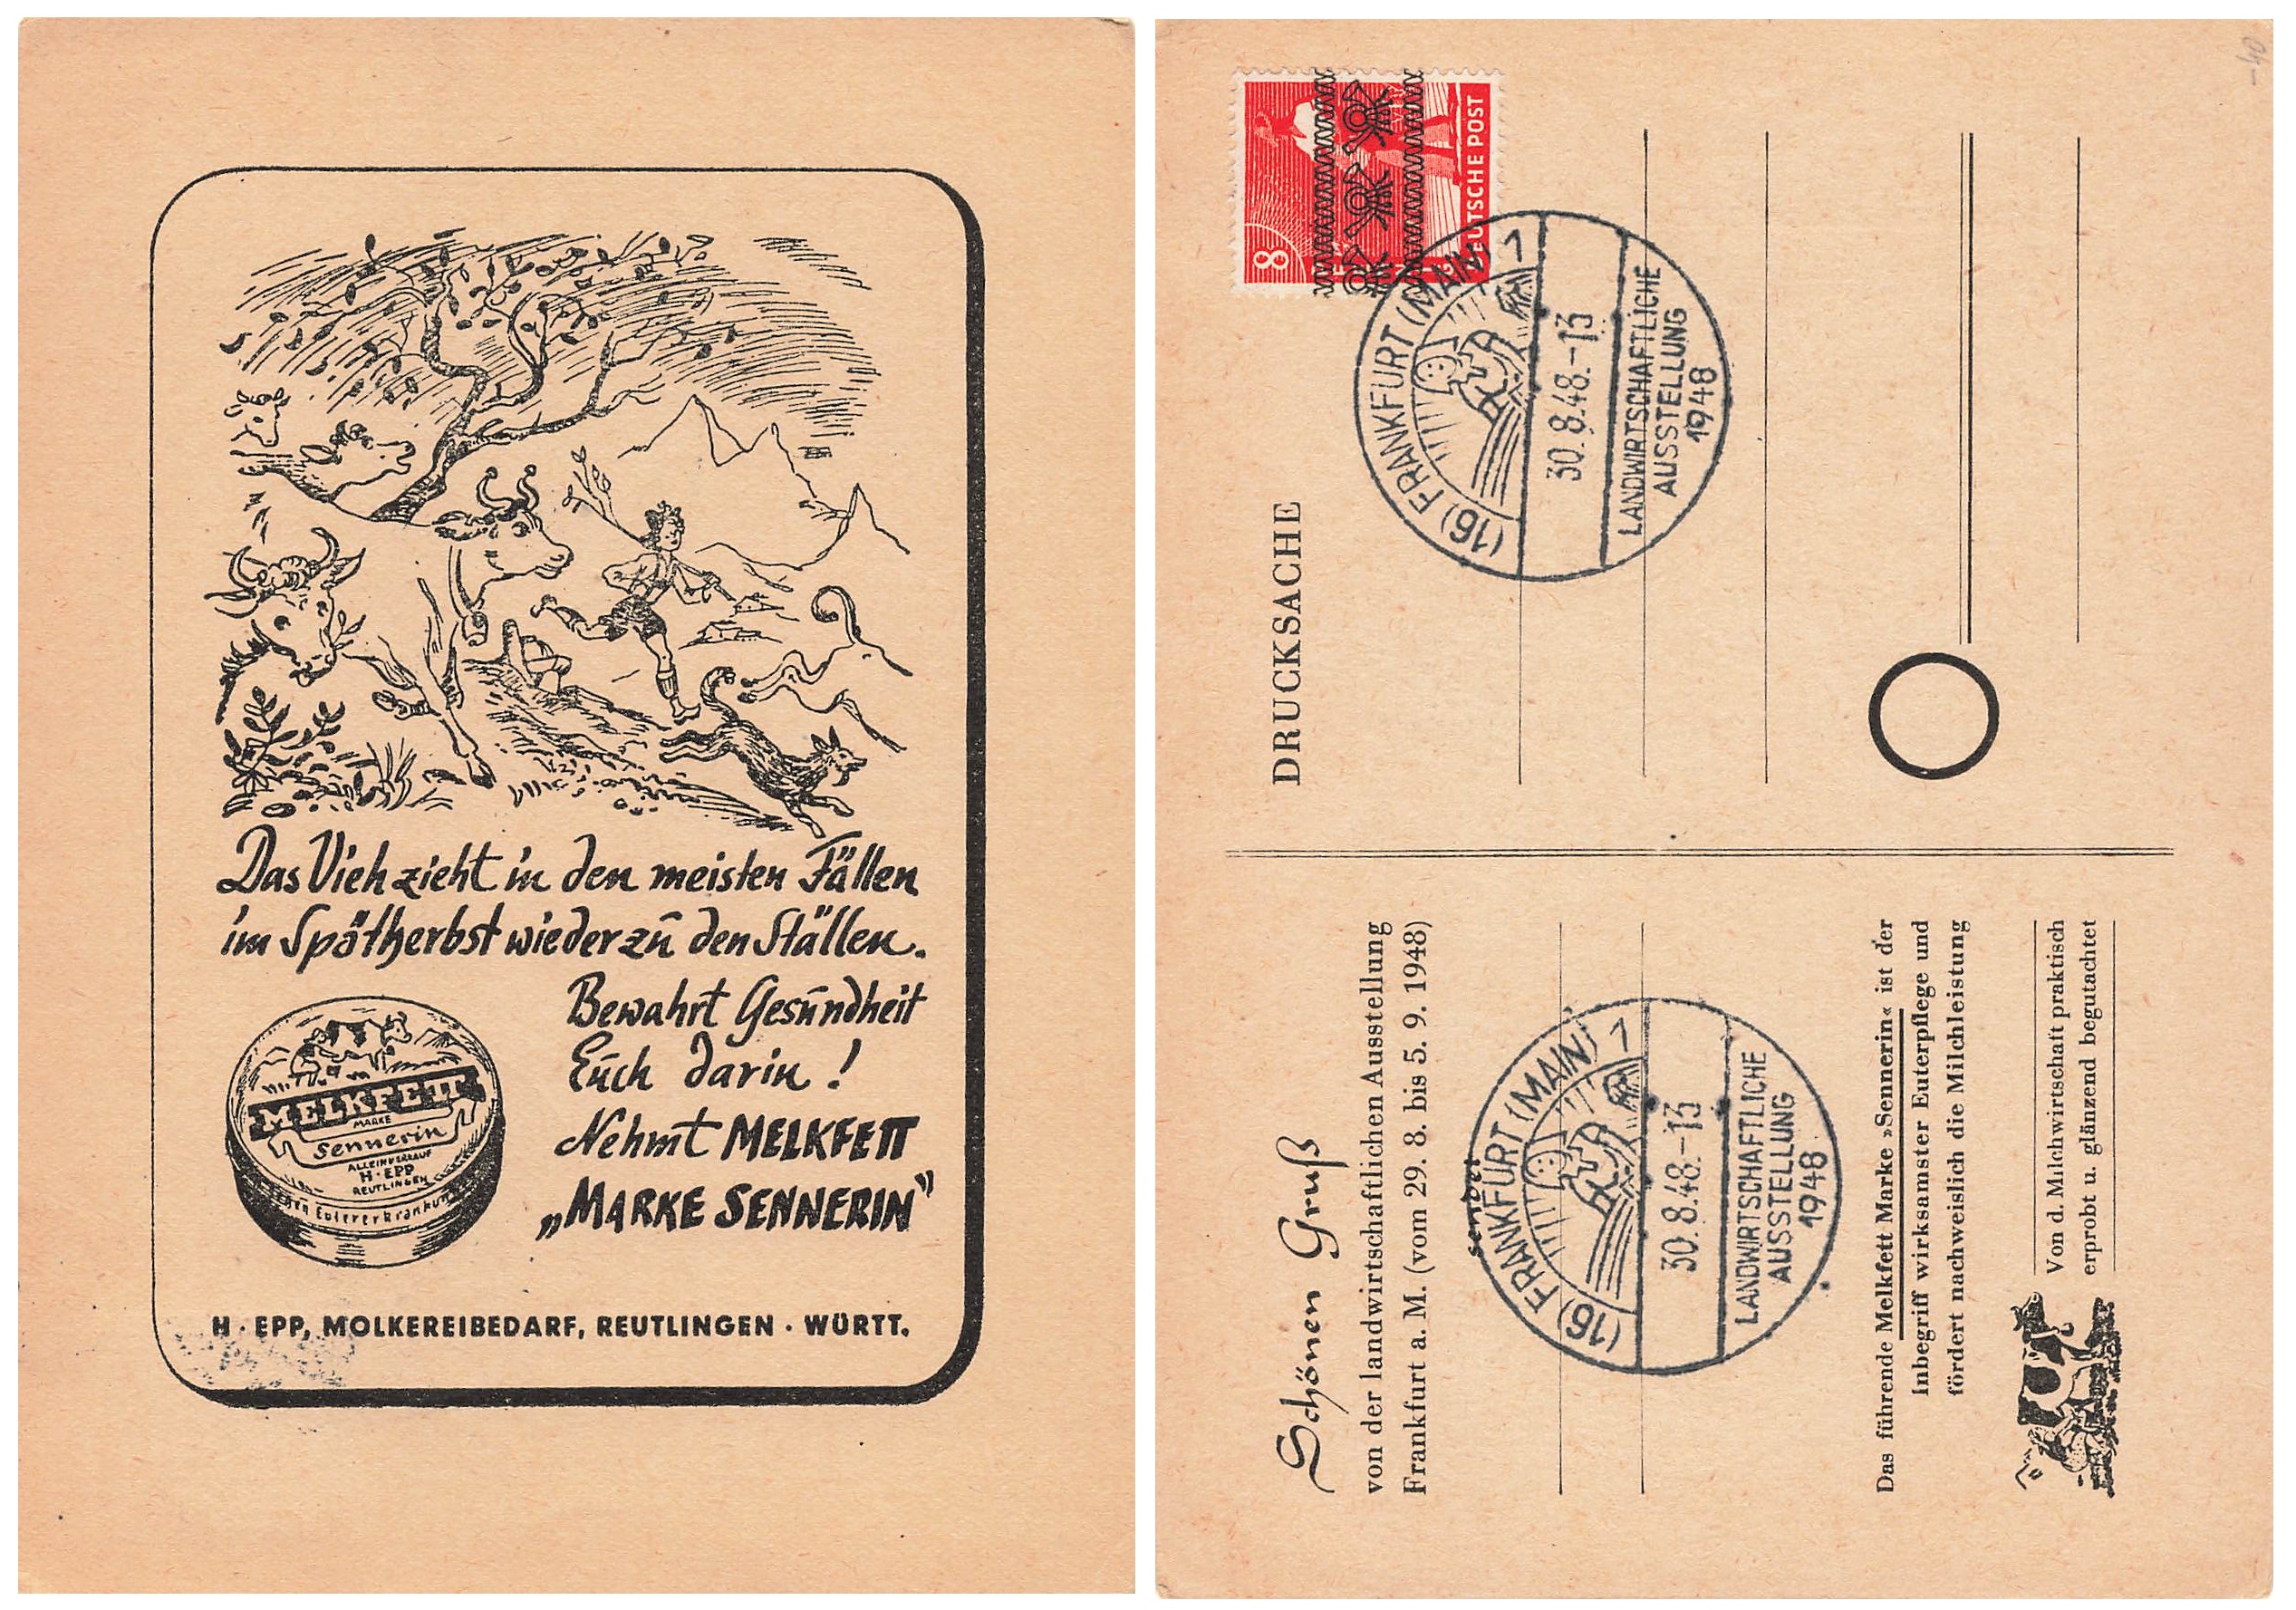 Das Vieh zieht in den meisten Fällen
im Spätherbst wieder zu den Ställen.
Bewahrt Gesundheit
Euch darin!
Nehmt MELKFETT
„MARKE SENNERIN”
MELKFETT
MARKE
Sennerin
ALLEINVERKAUF
H·EPP
REUTLINGEN
gegen Eutererkrankung
H·EPP, MOLKEREIBEDARF, REUTLINGEN · WÜRTT.
DRUCKSACHE
8
DEUTSCHE POST
(16) FRANKFURT (MAIN) 1
30.8.48.-13
LANDWIRTSCHAFTLICHE
AUSSTELLUNG
1948
Schönen Gruß
von der landwirtschaftlichen Ausstellung
Frankfurt a. M. (vom 29. 8. bis 5. 9. 1948)
sendet
(16) FRANKFURT (MAIN) 1
30.8.48.-13
LANDWIRTSCHAFTLICHE
AUSSTELLUNG
1948
Das führende Melkfett Marke »Sennerin« ist der
Inbegriff wirksamster Euterpflege und
fördert nachweislich die Milchleistung
Von d. Milchwirtschaft praktisch
erprobt u. glänzend begutachtet
-40